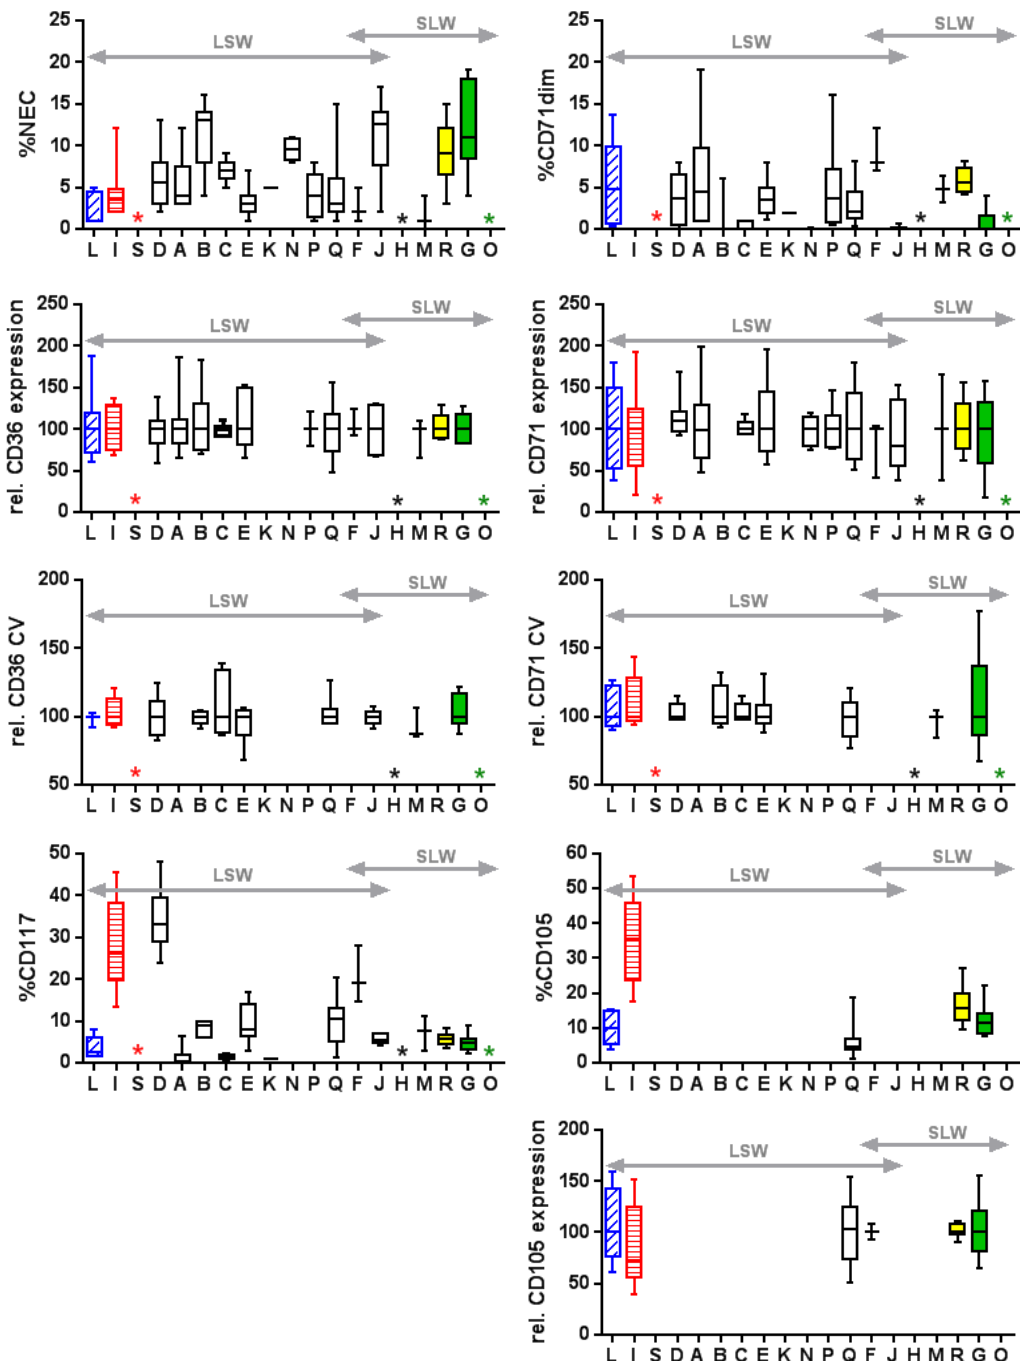 %NEC
25
20
15
10
5
0
LSW
SLW
* * *
L I S D A B C E K N P Q F J H M R G O
%CD71dim
25
20
15
10
5
0
LSW
SLW
* * *
L I S D A B C E K N P Q F J H M R G O
rel. CD36 expression
250
200
150
100
50
0
LSW
SLW
* * *
L I S D A B C E K N P Q F J H M R G O
rel. CD71 expression
250
200
150
100
50
0
LSW
SLW
* * *
L I S D A B C E K N P Q F J H M R G O
rel. CD36 CV
200
150
100
50
LSW
SLW
* * *
L I S D A B C E K N P Q F J H M R G O
rel. CD71 CV
200
150
100
50
LSW
SLW
* * *
L I S D A B C E K N P Q F J H M R G O
%CD117
50
40
30
20
10
0
LSW
SLW
* * *
L I S D A B C E K N P Q F J H M R G O
%CD105
60
50
40
30
20
10
0
LSW
SLW
L I S D A B C E K N P Q F J H M R G O
rel. CD105 expression
200
150
100
50
0
LSW
SLW
L I S D A B C E K N P Q F J H M R G O